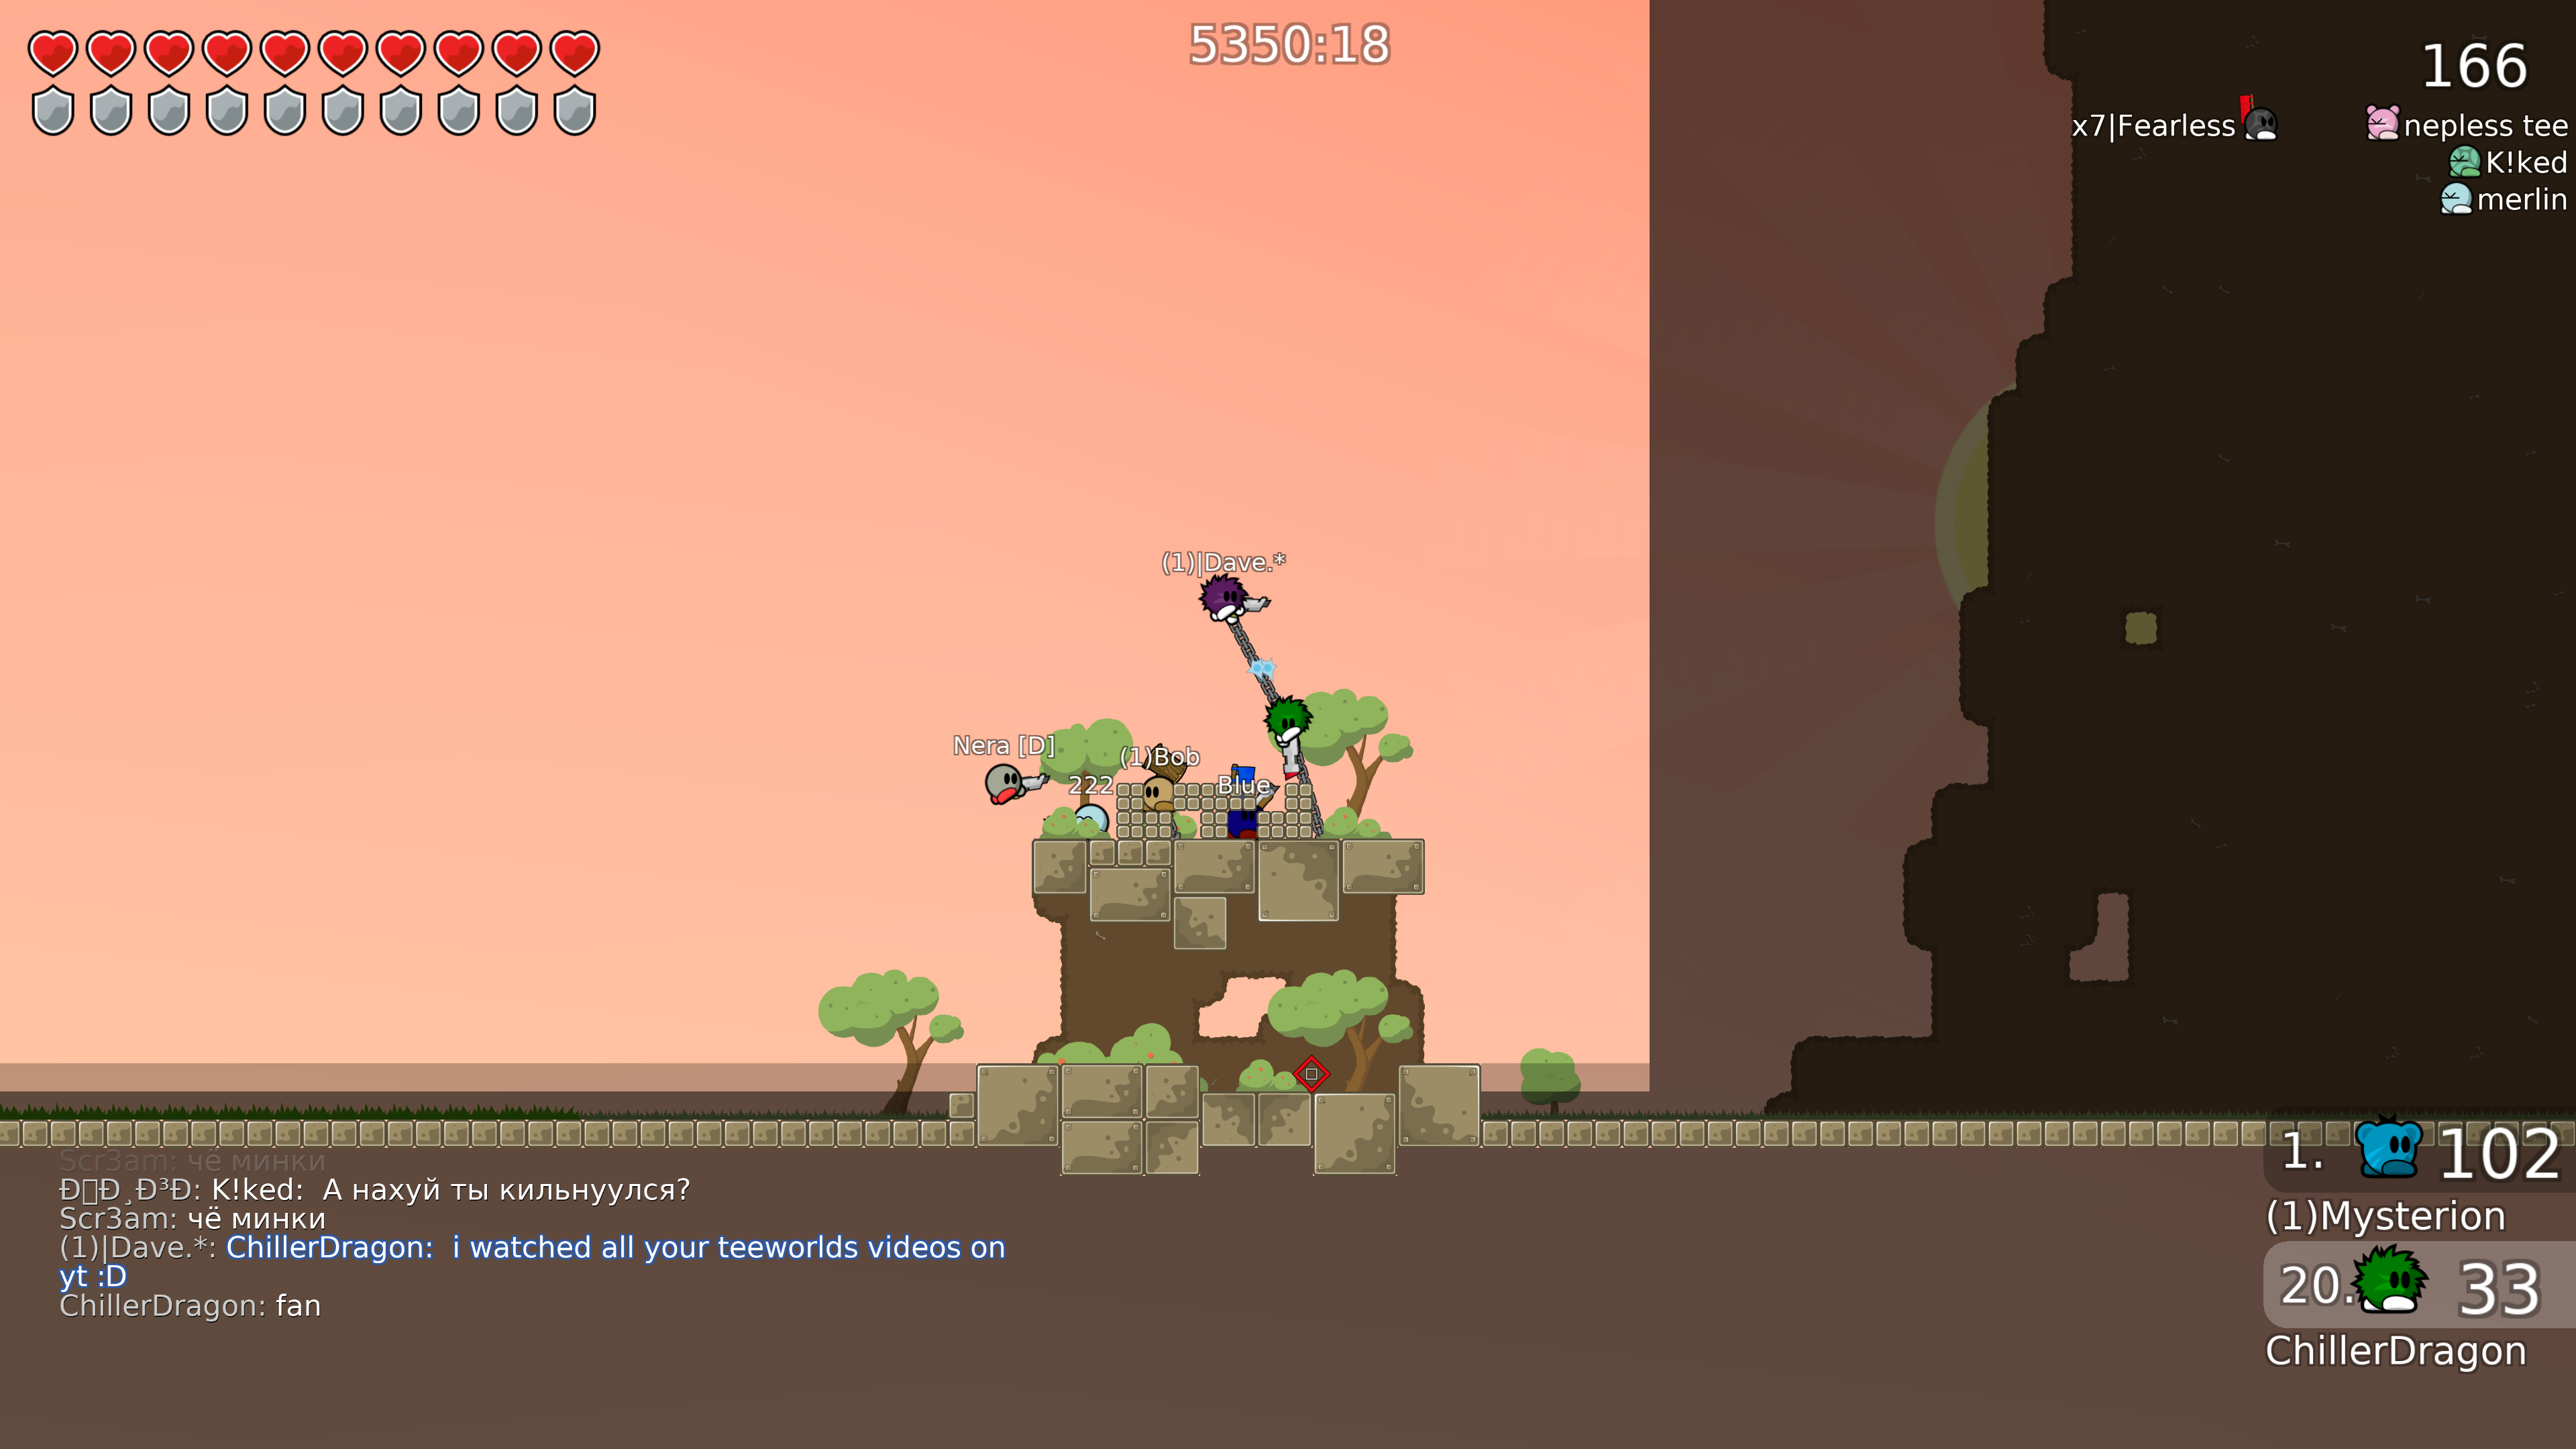 5350:18
166
x7|Fearless nepless tee
K!ked
merlin
(1)|Dave.*
Nera [D]
(1)Bob
222
Blue
Scr3am: чё минки
K!ked: А нахуй ты кильнуулся?
Scr3am: чё минки
(1)|Dave.*: ChillerDragon: i watched all your teeworlds videos on
yt :D
ChillerDragon: fan
1. 102
(1)Mysterion
20. 33
ChillerDragon